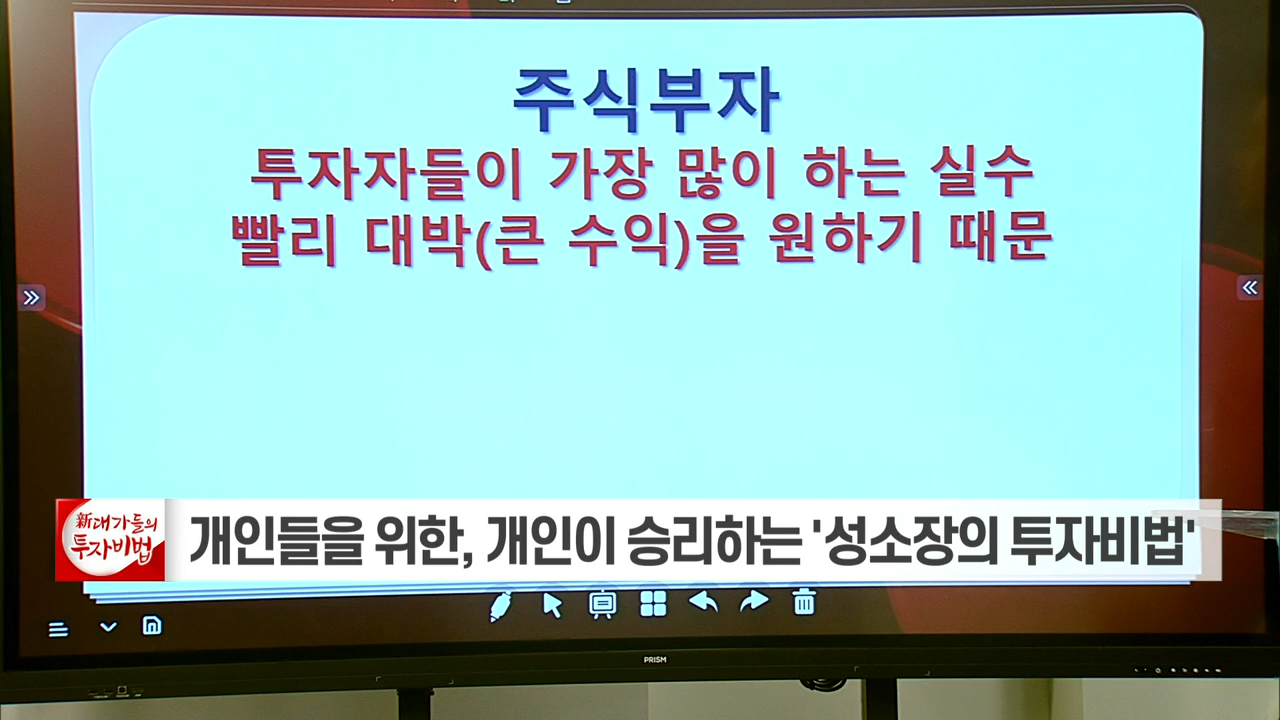 주식부자
투자자들이 가장 많이 하는 실수
빨리 대박(큰 수익)을 원하기 때문
新대가들의
투자비법
개인들을 위한, 개인이 승리하는 '성소장의 투자비법'
PRISM